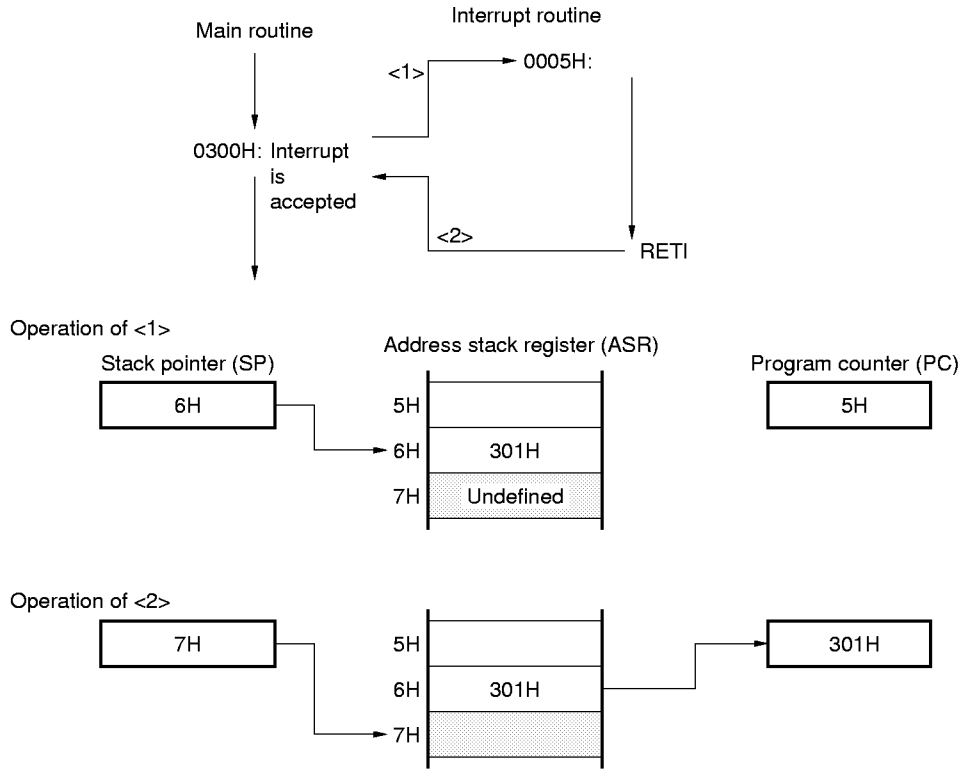 Main routine
Interrupt routine
<1>
0005H:
0300H: Interrupt
is
accepted
<2>
RETI
Operation of <1>
Stack pointer (SP)
Address stack register (ASR)
Program counter (PC)
6H
5H
5H
6H
301H
7H
Undefined
Operation of <2>
7H
5H
301H
6H
301H
7H